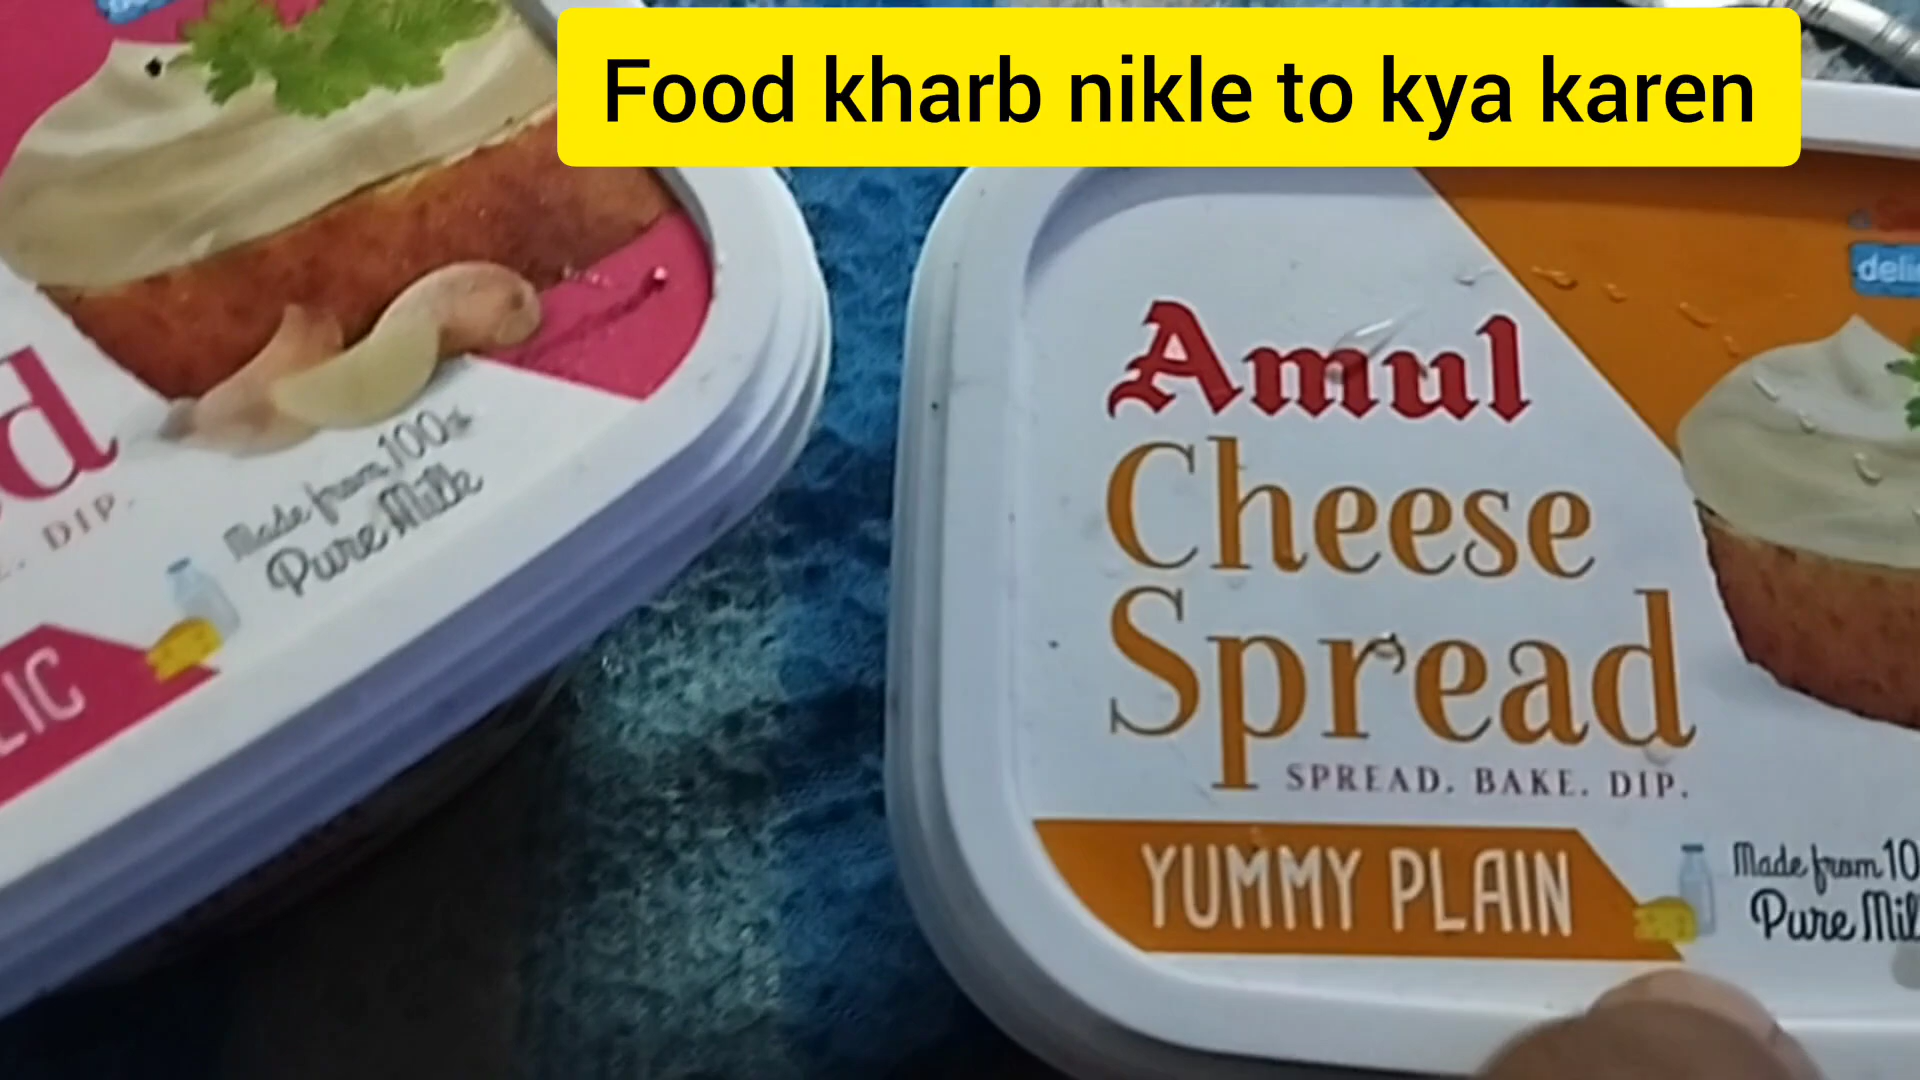 Food kharb nikle to kya karen
DIP.
Made from 100%
Pure Milk
LIC
Amul
Cheese
Spread
SPREAD. BAKE. DIP.
YUMMY PLAIN
Made from 10
Pure Mil